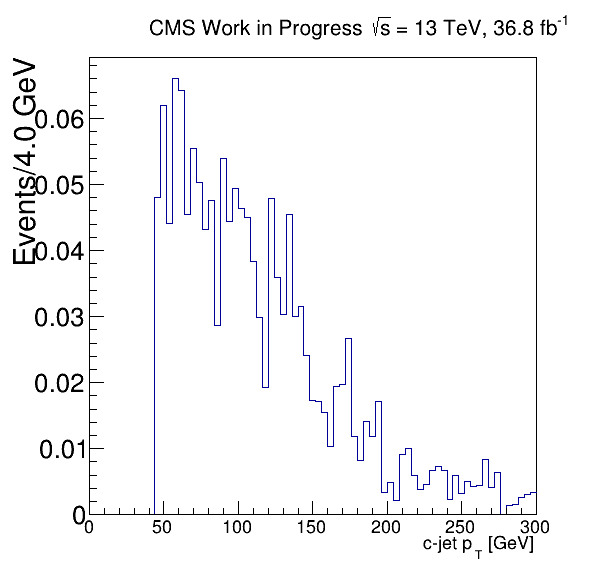 CMS Work in Progress √s = 13 TeV, 36.8 fb⁻¹
Events/4.0 GeV
0.06
0.05
0.04
0.03
0.02
0.01
0
0 50 100 150 200 250 300
c-jet p_T [GeV]